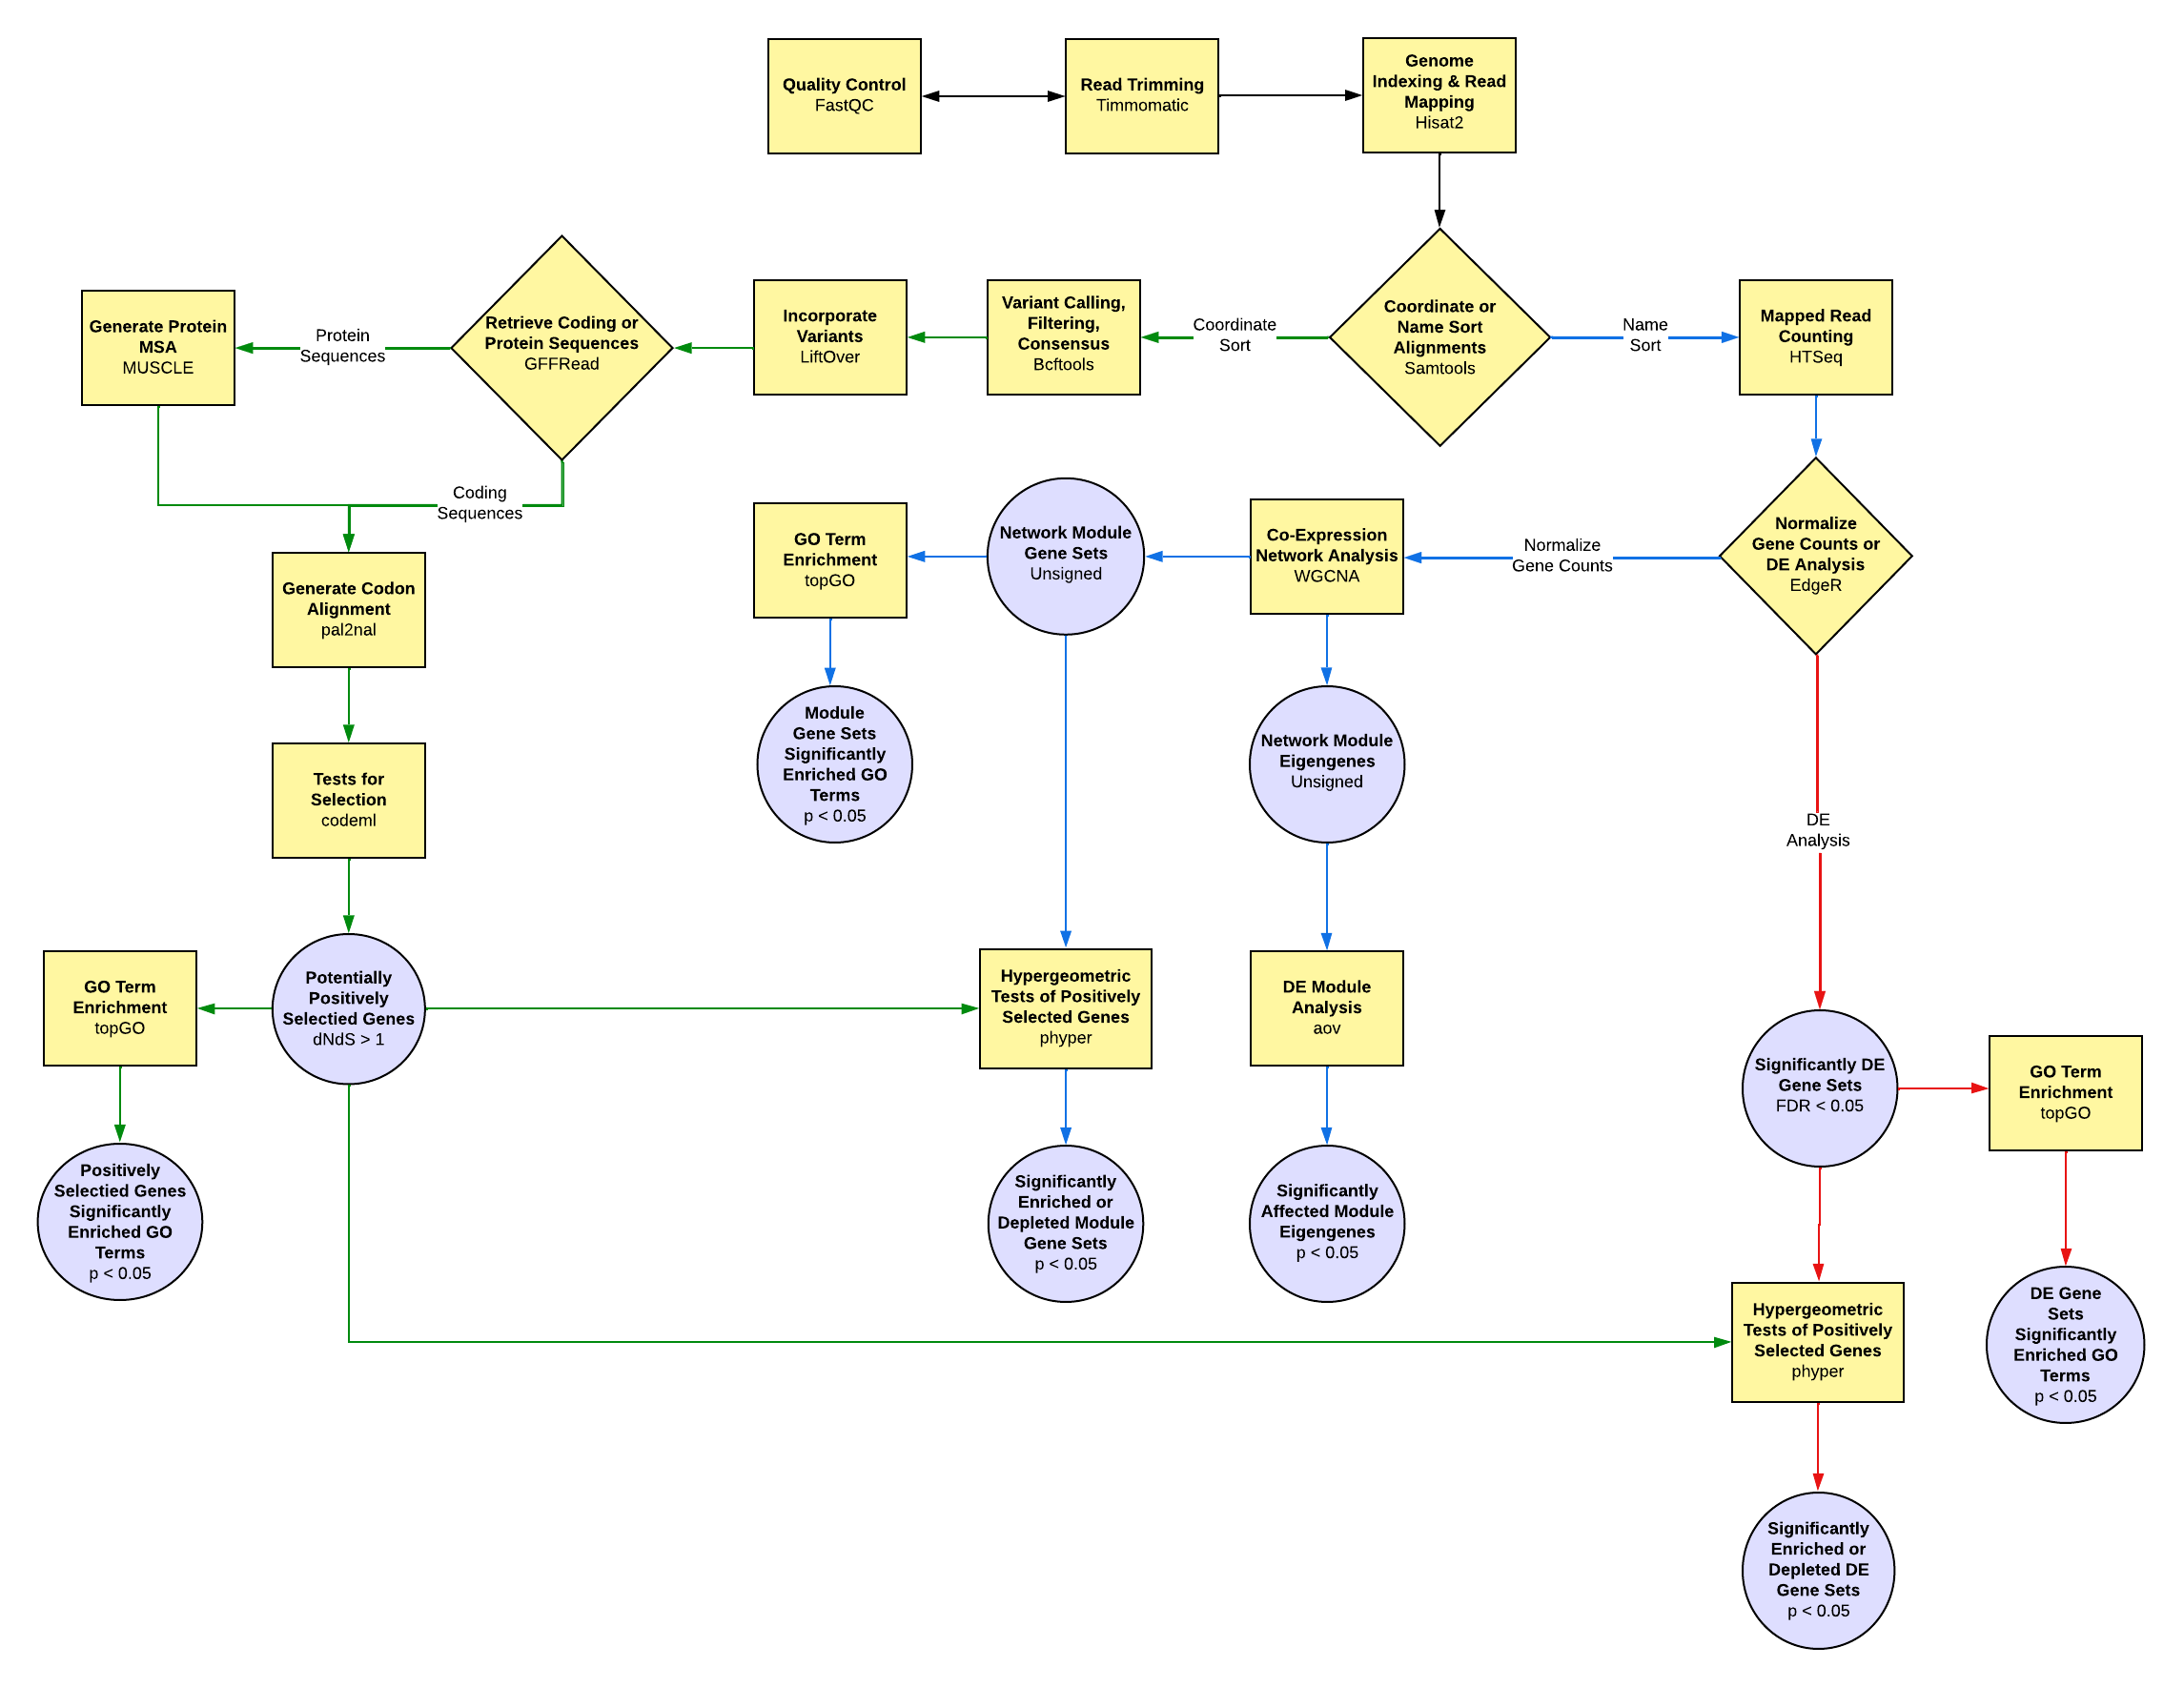 Quality Control
FastQC
Read Trimming
Timmomatic
Genome
Indexing & Read
Mapping
Hisat2
Generate Protein
MSA
MUSCLE
Protein
Sequences
Retrieve Coding or
Protein Sequences
GFFRead
Incorporate
Variants
LiftOver
Variant Calling,
Filtering,
Consensus
Bcftools
Coordinate
Sort
Coordinate or
Name Sort
Alignments
Samtools
Name
Sort
Mapped Read
Counting
HTSeq
Coding
Sequences
GO Term
Enrichment
topGO
Network Module
Gene Sets
Unsigned
Co-Expression
Network Analysis
WGCNA
Normalize
Gene Counts
Normalize
Gene Counts or
DE Analysis
EdgeR
Generate Codon
Alignment
pal2nal
Module
Gene Sets
Significantly
Enriched GO
Terms
p < 0.05
Network Module
Eigengenes
Unsigned
Tests for
Selection
codeml
DE
Analysis
GO Term
Enrichment
topGO
Potentially
Positively
Selectied Genes
dNdS > 1
Hypergeometric
Tests of Positively
Selected Genes
phyper
DE Module
Analysis
aov
Significantly DE
Gene Sets
FDR < 0.05
GO Term
Enrichment
topGO
Positively
Selectied Genes
Significantly
Enriched GO
Terms
p < 0.05
Significantly
Enriched or
Depleted Module
Gene Sets
p < 0.05
Significantly
Affected Module
Eigengenes
p < 0.05
Hypergeometric
Tests of Positively
Selected Genes
phyper
DE Gene
Sets
Significantly
Enriched GO
Terms
p < 0.05
Significantly
Enriched or
Depleted DE
Gene Sets
p < 0.05